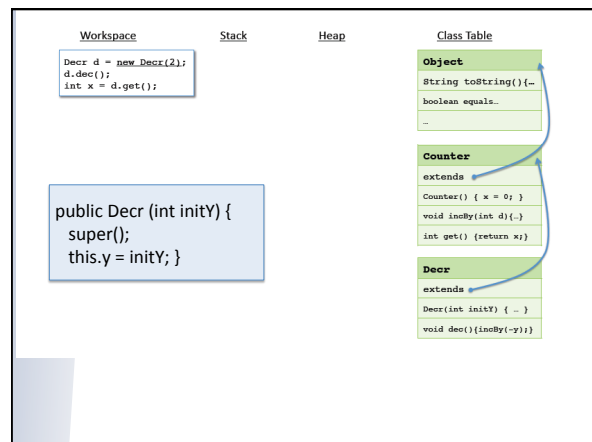 Workspace Stack Heap Class Table
Decr d = new Decr(2);
d.dec();
int x = d.get();
public Decr (int initY) {
super();
this.y = initY; }
Object
String toString(){…
boolean equals…
…
Counter
extends
Counter() { x = 0; }
void incBy(int d){…}
int get() {return x;}
Decr
extends
Decr(int initY) { … }
void dec(){incBy(-y);}